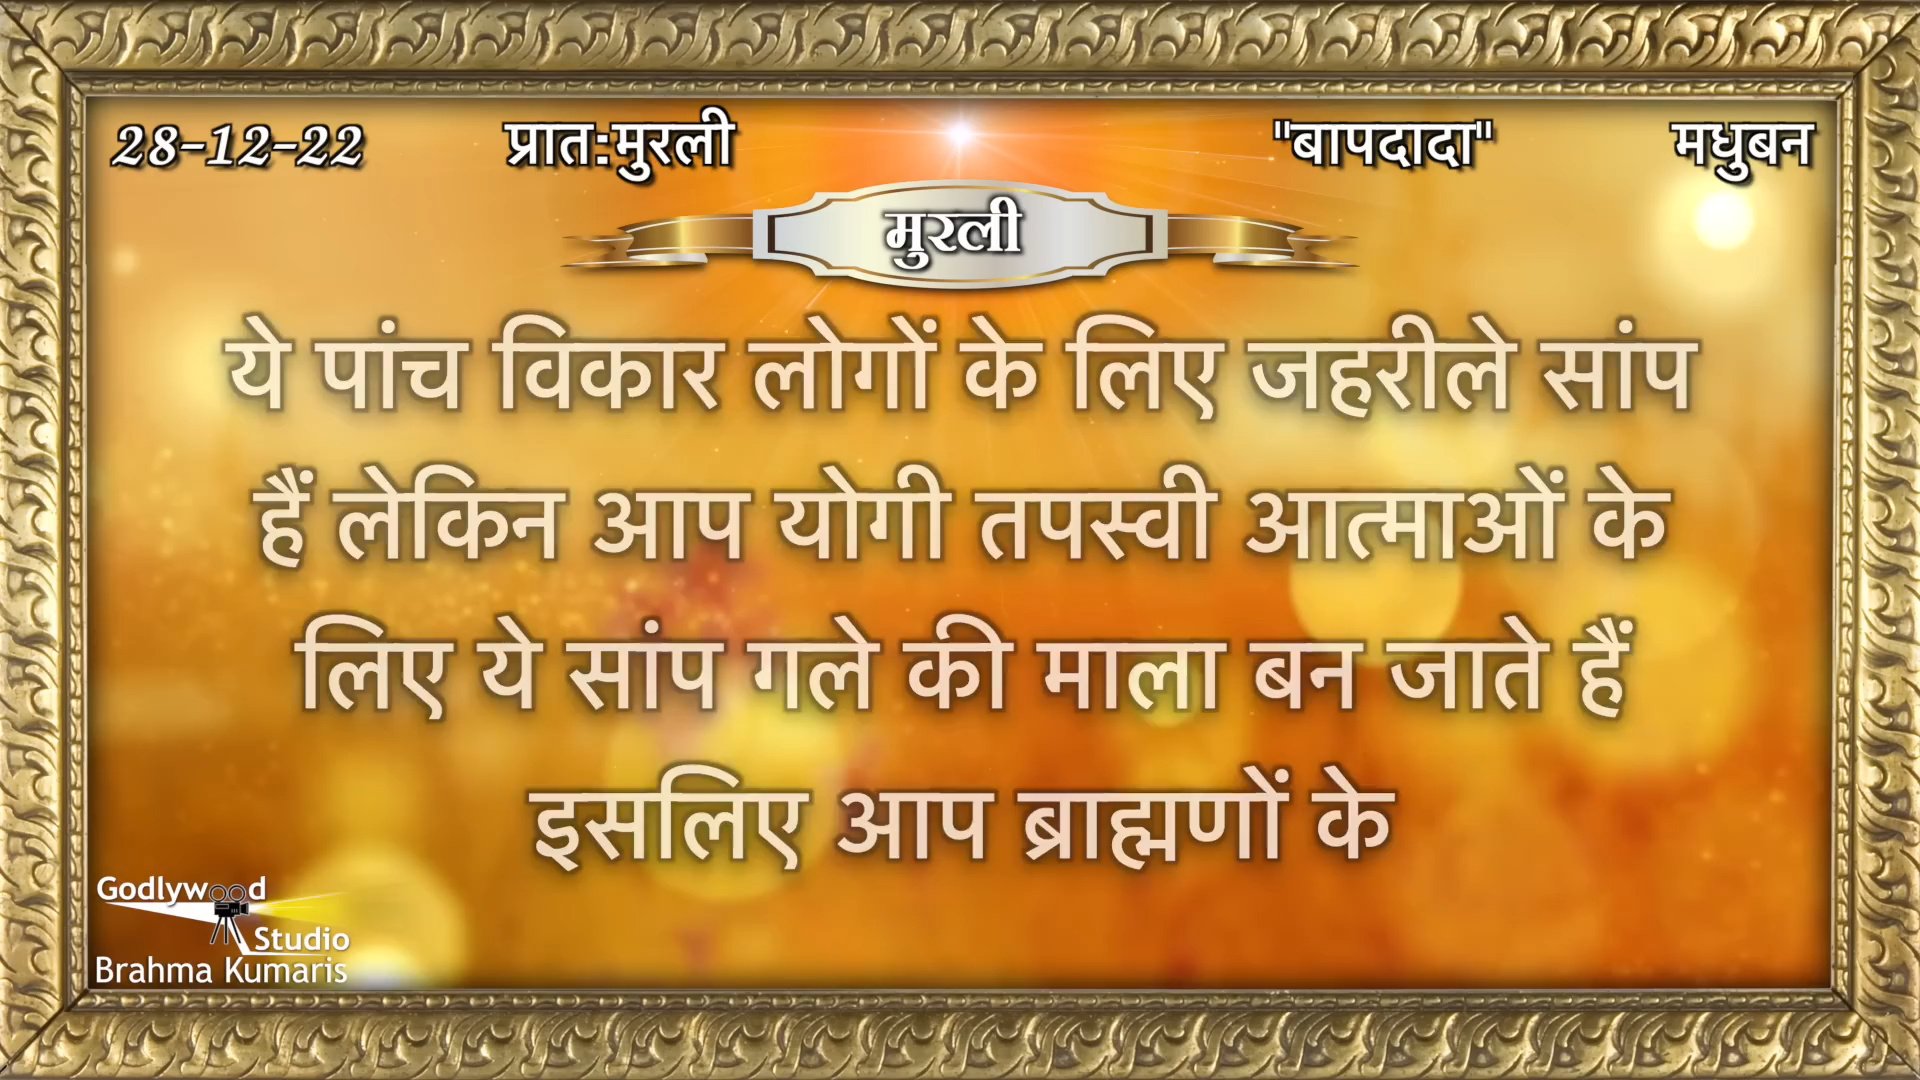 28-12-22 प्रात:मुरली "बापदादा" मधुबन
मुरली
ये पांच विकार लोगों के लिए जहरीले सांप
हैं लेकिन आप योगी तपस्वी आत्माओं के
लिए ये सांप गले की माला बन जाते हैं
इसलिए आप ब्राह्मणों के
Godlywood
Studio
Brahma Kumaris